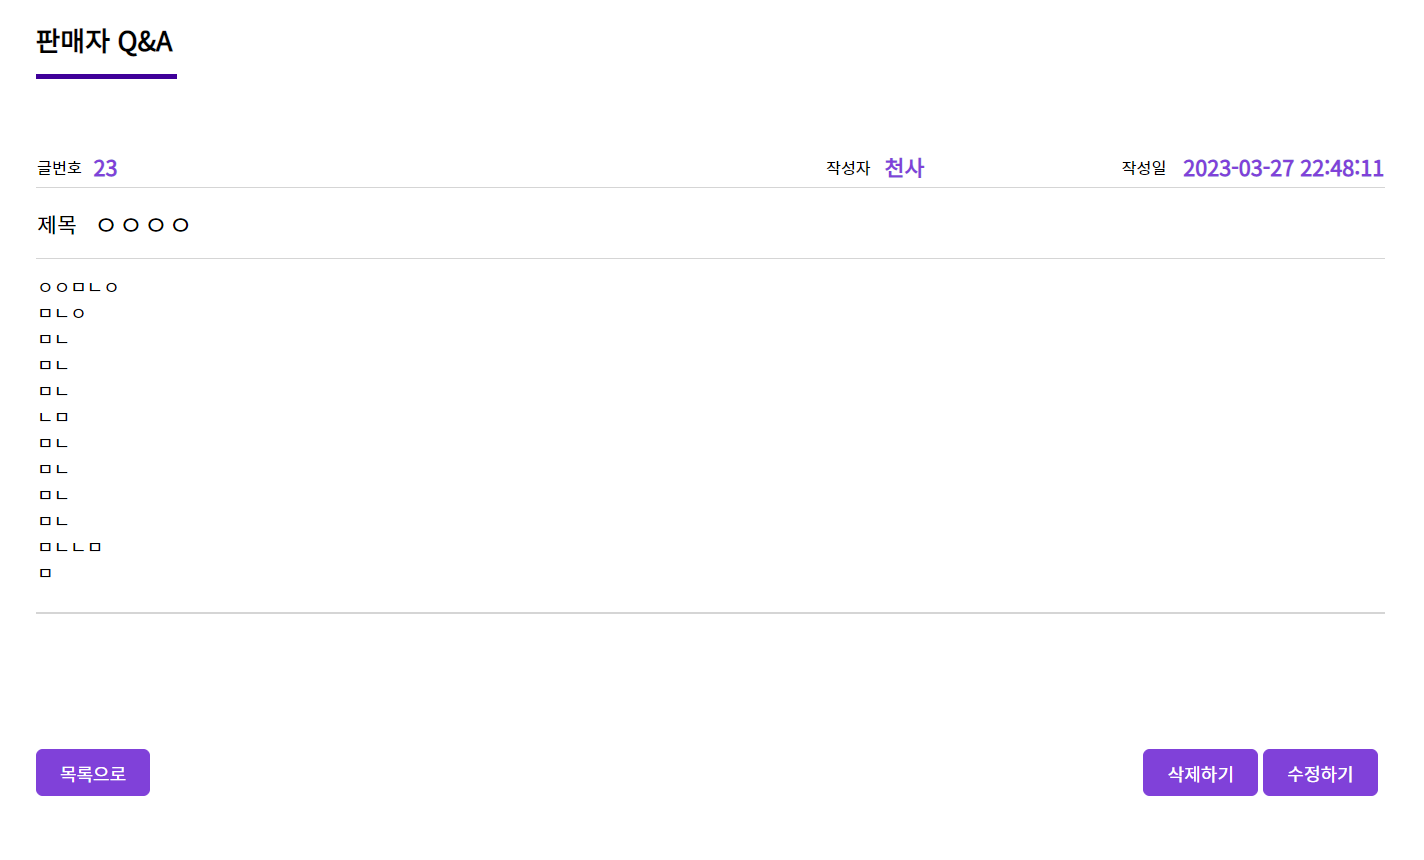 판매자 Q&A
글번호 23 작성자 천사 작성일 2023-03-27 22:48:11
제목 ㅇㅇㅇㅇ
ㅇㅇㅁㄴㅇ
ㅁㄴㅇ
ㅁㄴ
ㅁㄴ
ㅁㄴ
ㄴㅁ
ㅁㄴ
ㅁㄴ
ㅁㄴ
ㅁㄴ
ㅁㄴㄴㅁ
ㅁ
목록으로 삭제하기 수정하기